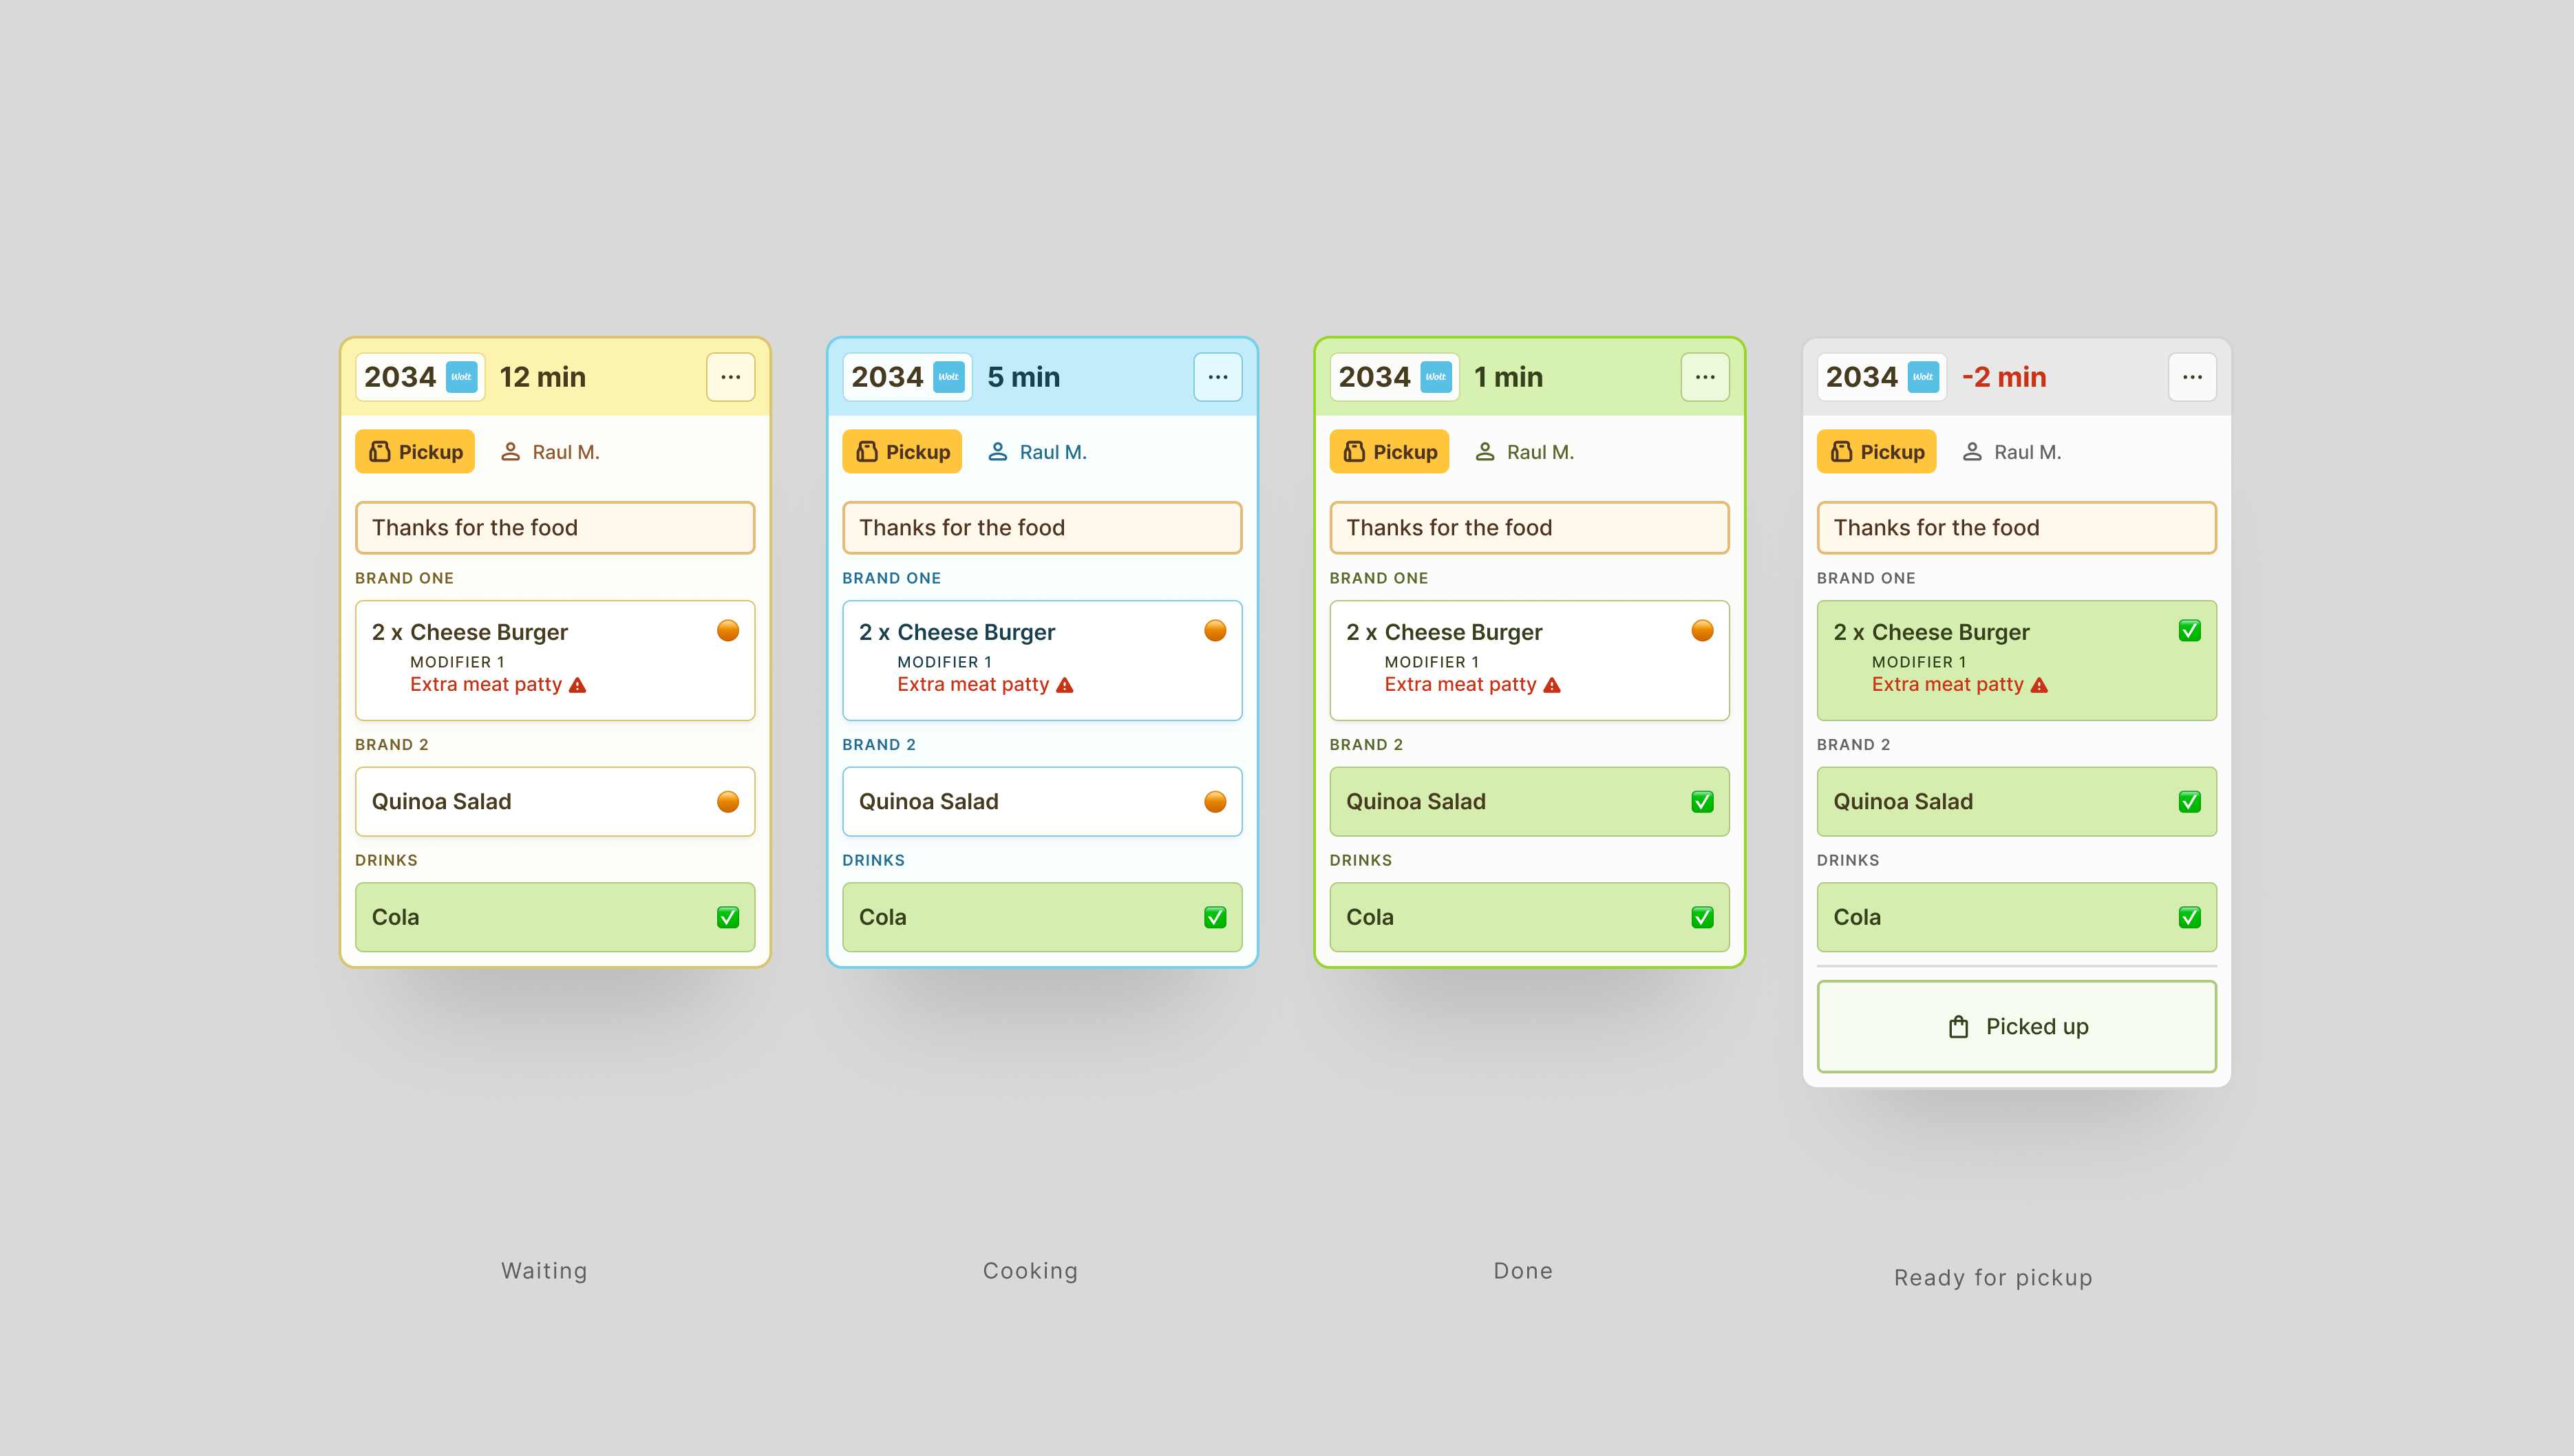 2034 Wolt 12 min
Pickup Raul M.
Thanks for the food
BRAND ONE
2 x Cheese Burger
MODIFIER 1
Extra meat patty
BRAND 2
Quinoa Salad
DRINKS
Cola
Waiting
2034 Wolt 5 min
Pickup Raul M.
Thanks for the food
BRAND ONE
2 x Cheese Burger
MODIFIER 1
Extra meat patty
BRAND 2
Quinoa Salad
DRINKS
Cola
Cooking
2034 Wolt 1 min
Pickup Raul M.
Thanks for the food
BRAND ONE
2 x Cheese Burger
MODIFIER 1
Extra meat patty
BRAND 2
Quinoa Salad
DRINKS
Cola
Done
2034 Wolt -2 min
Pickup Raul M.
Thanks for the food
BRAND ONE
2 x Cheese Burger
MODIFIER 1
Extra meat patty
BRAND 2
Quinoa Salad
DRINKS
Cola
Picked up
Ready for pickup